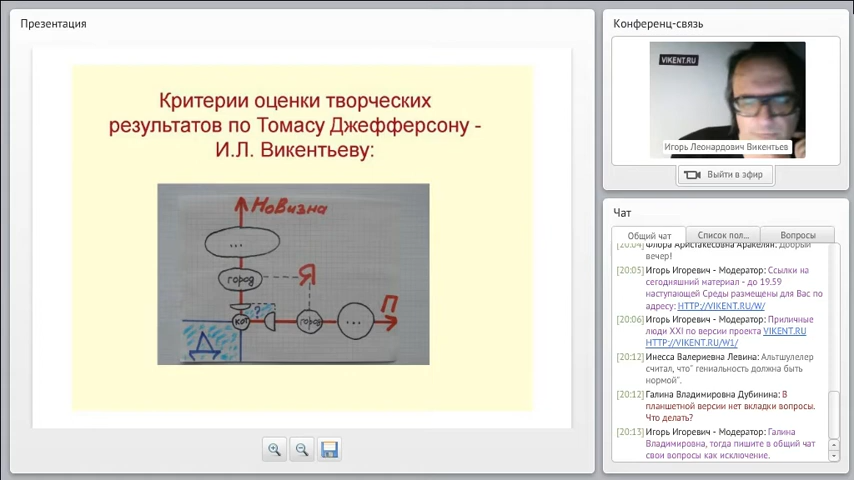 Презентация
Критерии оценки творческих
результатов по Томасу Джефферсону -
И.Л. Викентьеву:
Новизна
...
город
Я
П
?
кот
город
...
Д
Конференц-связь
VIKENT.RU
Игорь Леонардович Викентьев
Выйти в эфир
Чат
Общий чат
Список пол...
Вопросы
[20:04] Флора Аристакесовна Аракелян: Добрый
вечер!
[20:05] Игорь Игоревич - Модератор: Ссылки на
сегодняшний материал - до 19.59
наступающей Среды размещены для Вас по
адресу: HTTP://VIKENT.RU/W/
[20:06] Игорь Игоревич - Модератор: Приличные
люди XXI по версии проекта VIKENT.RU
HTTP://VIKENT.RU/W1/
[20:12] Инесса Валериевна Левина: Альтшулелер
считал, что" гениальность должна быть
нормой".
[20:12] Галина Владимировна Дубинина: В
планшетной версии нет вкладки вопросы.
Что делать?
[20:13] Игорь Игоревич - Модератор: Галина
Владимировна, тогда пишите в общий чат
свои вопросы как исключение.